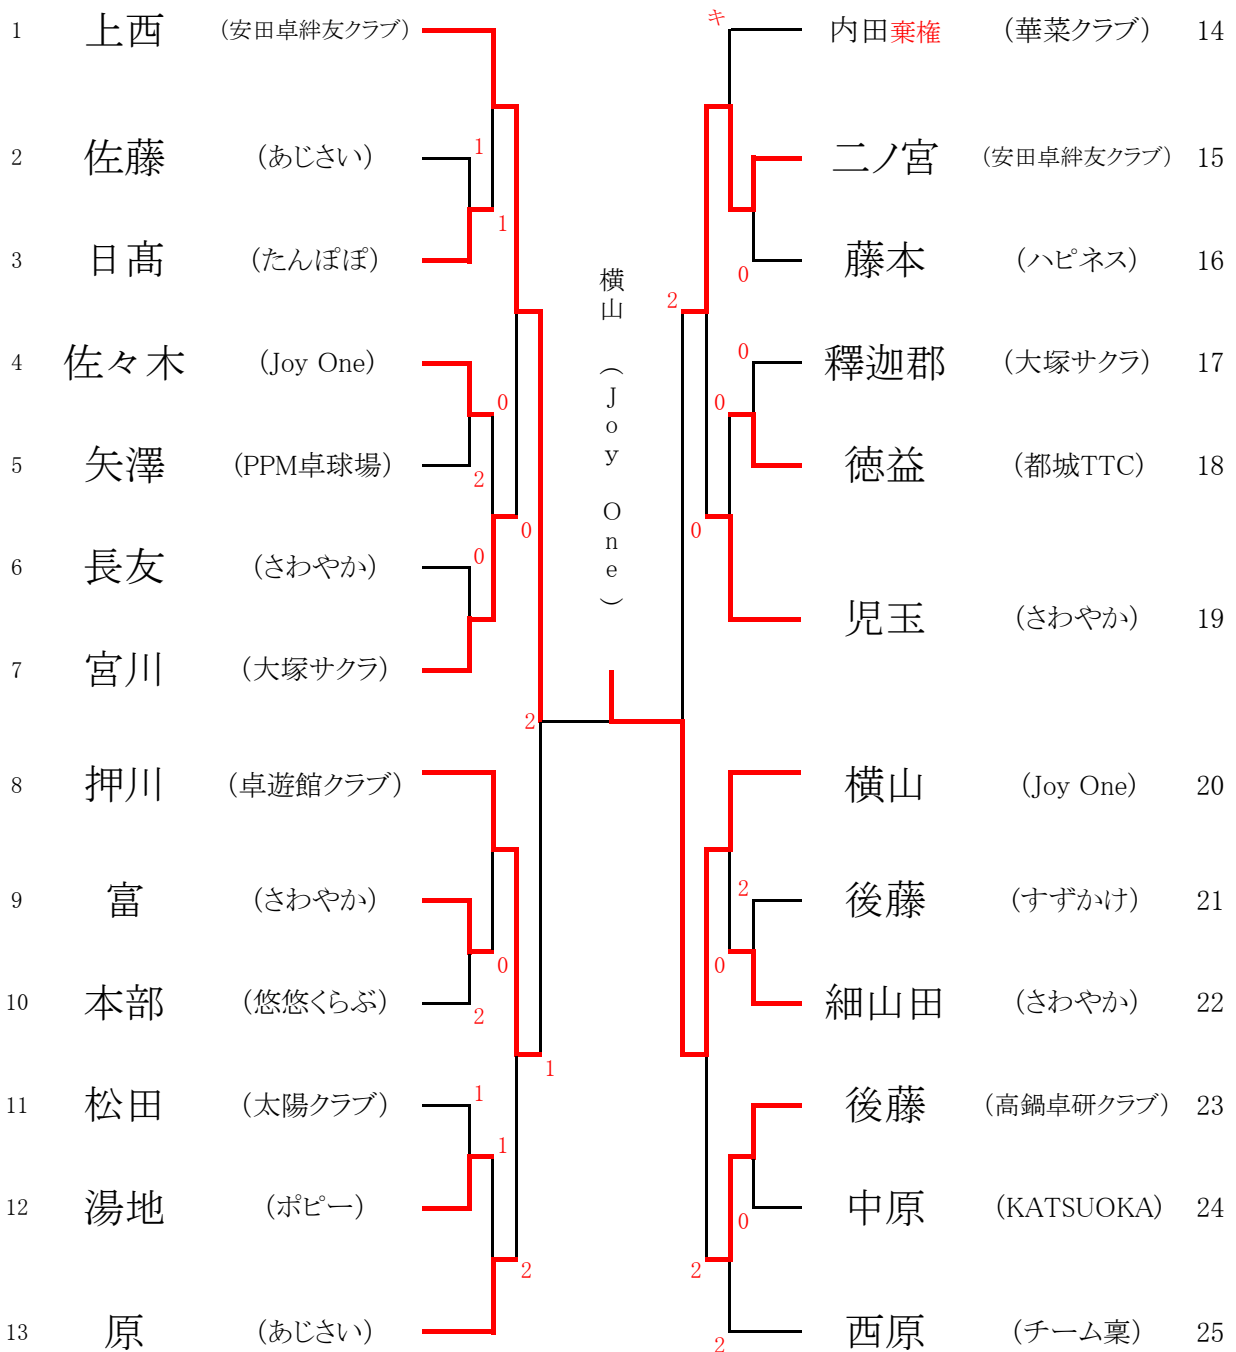 1 上西 (安田卓絆友クラブ)
2 佐藤 (あじさい)
3 日髙 (たんぽぽ)
4 佐々木 (Joy One)
5 矢澤 (PPM卓球場)
6 長友 (さわやか)
7 宮川 (大塚サクラ)
8 押川 (卓遊館クラブ)
9 富 (さわやか)
10 本部 (悠悠くらぶ)
11 松田 (太陽クラブ)
12 湯地 (ポピー)
13 原 (あじさい)
1
1
0
2
0
0
2
0
2
1
1
1
2
横山 (Joy One)
キ
0
2
0
0
0
2
0
0
2
2
内田棄権 (華菜クラブ) 14
二ノ宮 (安田卓絆友クラブ) 15
藤本 (ハピネス) 16
釋迦郡 (大塚サクラ) 17
徳益 (都城TTC) 18
児玉 (さわやか) 19
横山 (Joy One) 20
後藤 (すずかけ) 21
細山田 (さわやか) 22
後藤 (高鍋卓研クラブ) 23
中原 (KATSUOKA) 24
西原 (チーム稟) 25